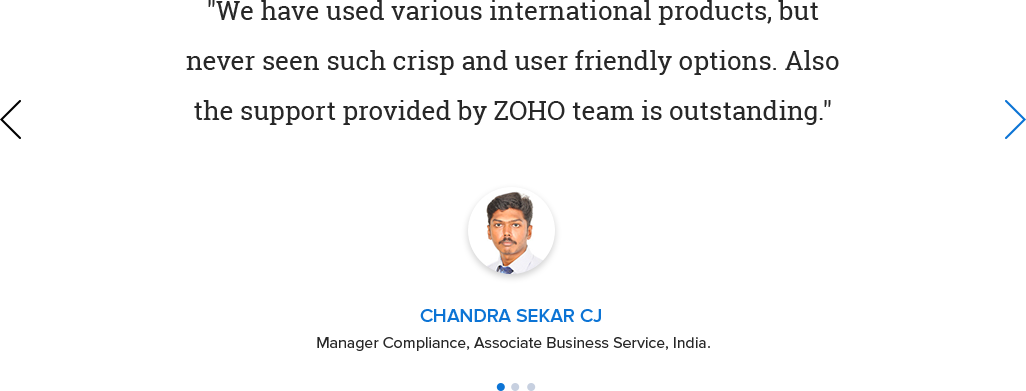 "We have used various international products, but
never seen such crisp and user friendly options. Also
the support provided by ZOHO team is outstanding."
CHANDRA SEKAR CJ
Manager Compliance, Associate Business Service, India.